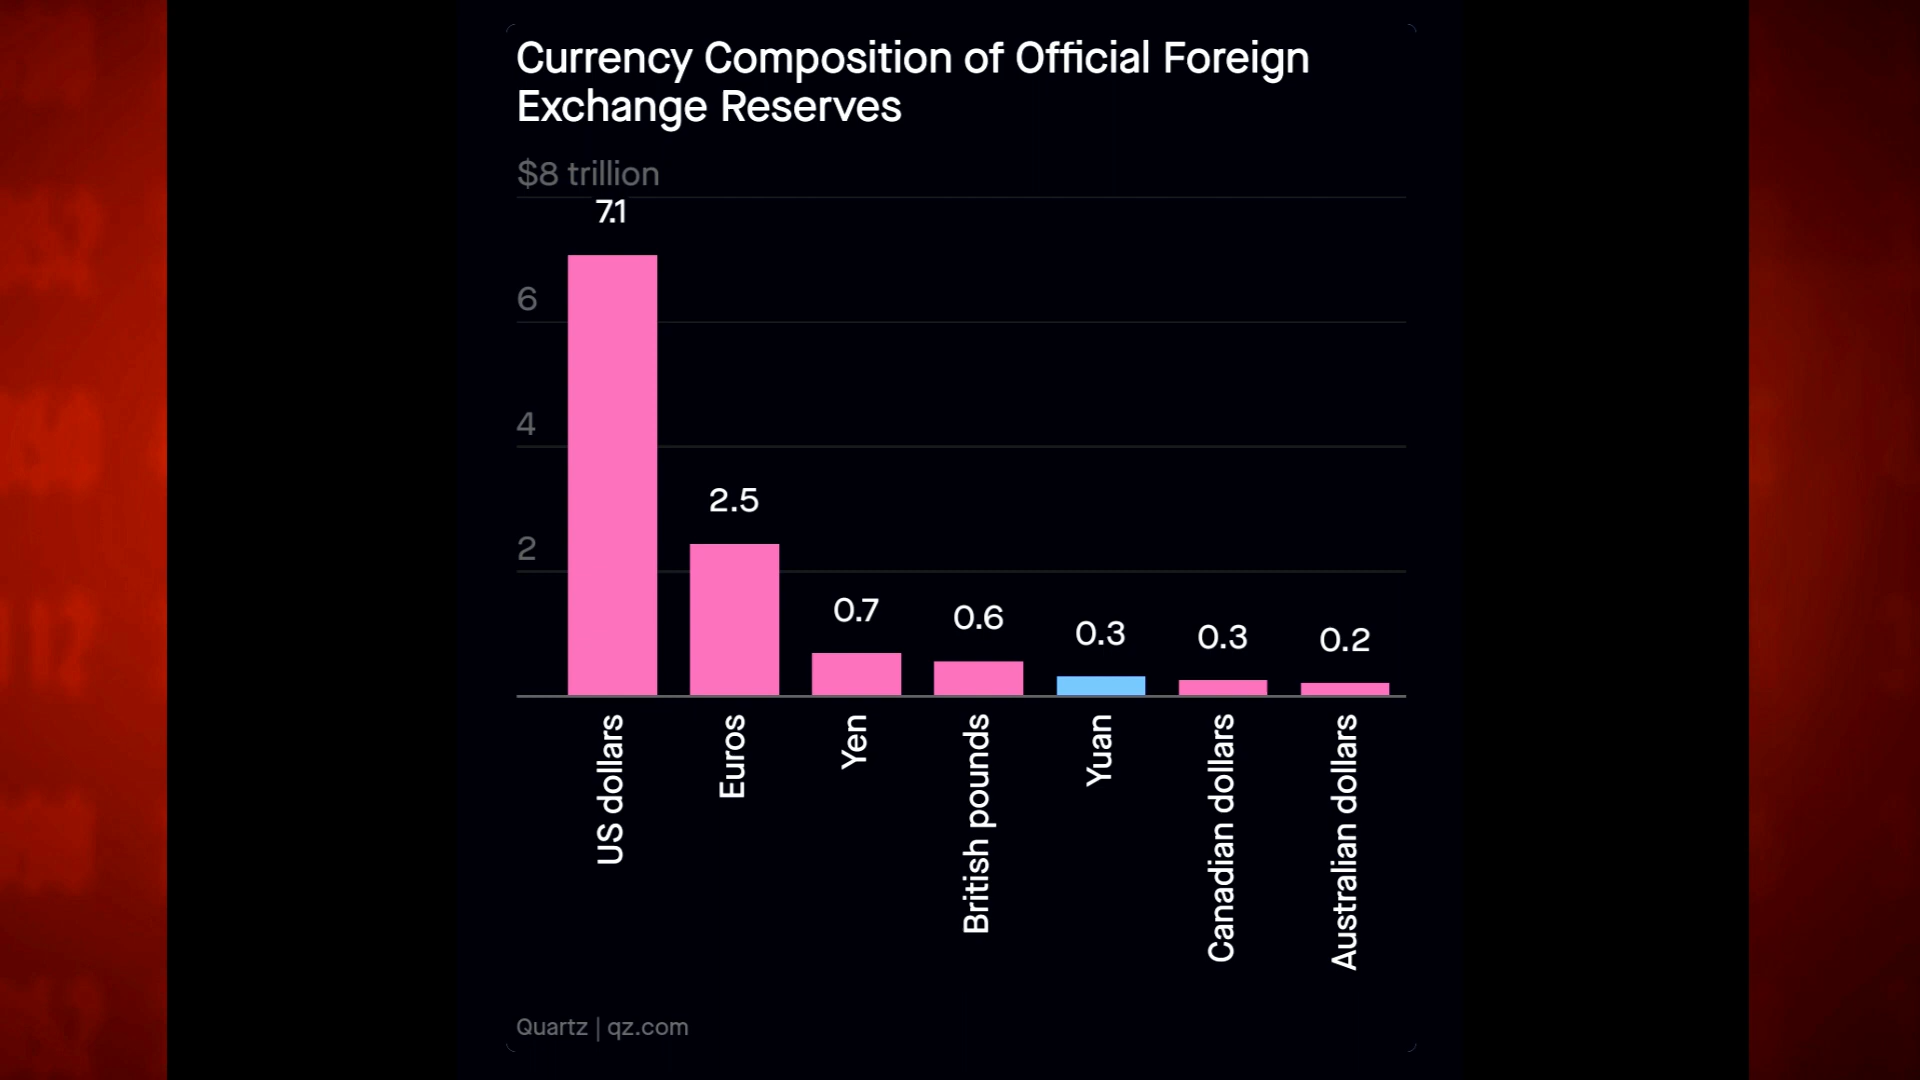 Currency Composition of Official Foreign
Exchange Reserves
$8 trillion
7.1
6
4
2.5
2
0.7
0.6
0.3
0.3
0.2
US dollars
Euros
Yen
British pounds
Yuan
Canadian dollars
Australian dollars
Quartz | qz.com